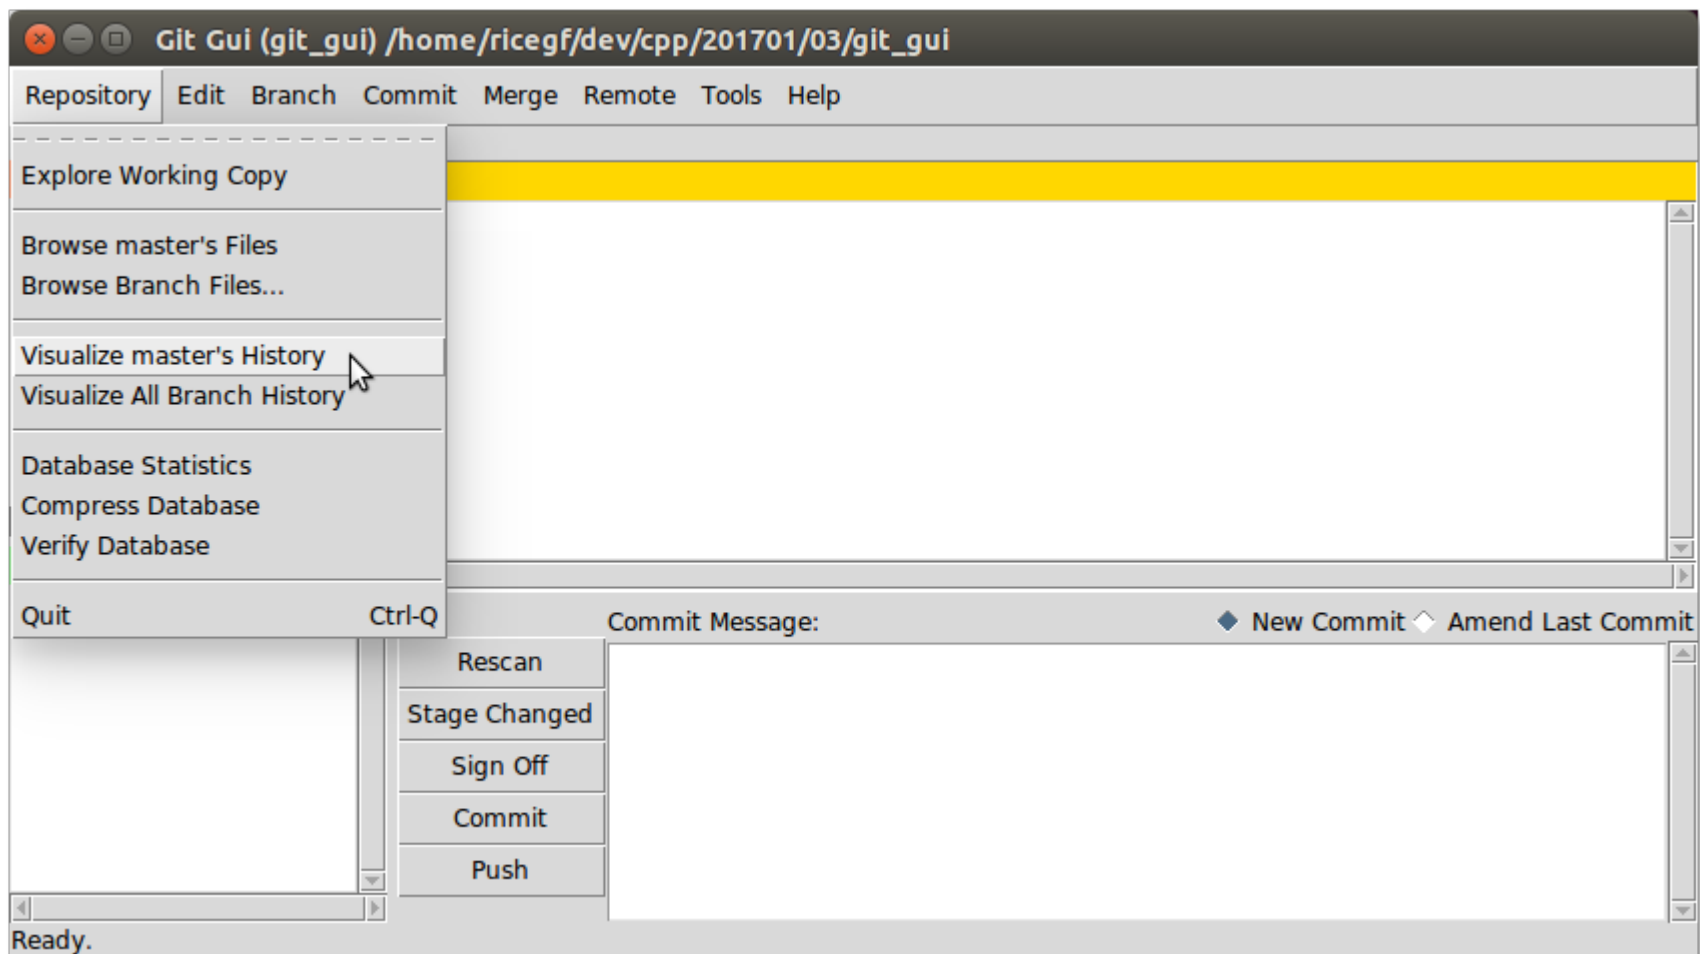 Git Gui (git_gui) /home/ricegf/dev/cpp/201701/03/git_gui
Repository Edit Branch Commit Merge Remote Tools Help
Explore Working Copy
Browse master's Files
Browse Branch Files...
Visualize master's History
Visualize All Branch History
Database Statistics
Compress Database
Verify Database
Quit Ctrl-Q
Commit Message: New Commit Amend Last Commit
Rescan
Stage Changed
Sign Off
Commit
Push
Ready.